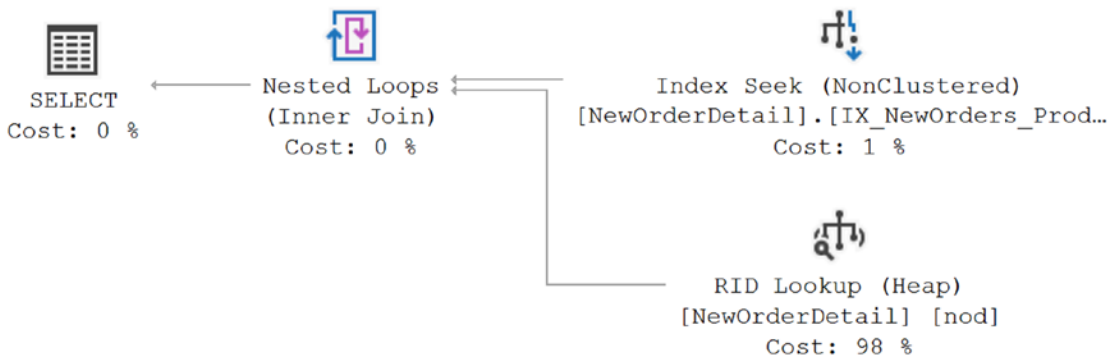 SELECT
Cost: 0 %
Nested Loops
(Inner Join)
Cost: 0 %
Index Seek (NonClustered)
[NewOrderDetail].[IX_NewOrders_Prod…
Cost: 1 %
RID Lookup (Heap)
[NewOrderDetail] [nod]
Cost: 98 %